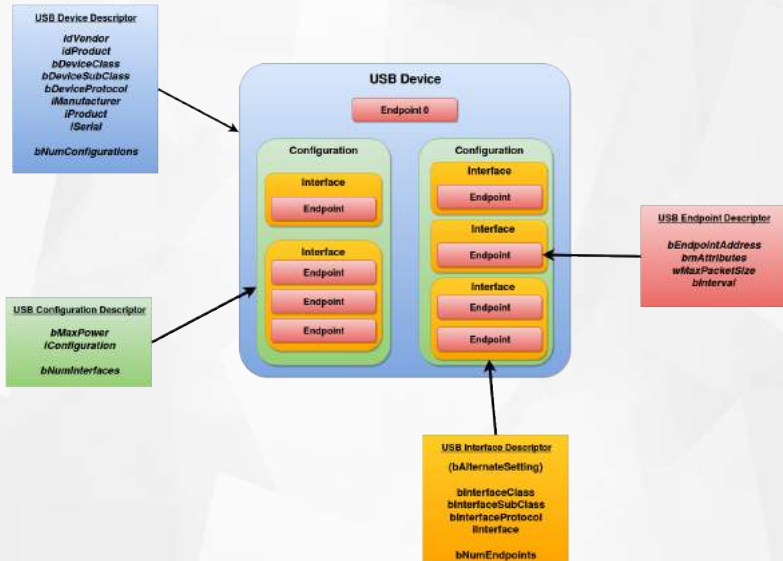 USB Device Descriptor
idVendor
idProduct
bDeviceClass
bDeviceSubClass
bDeviceProtocol
iManutacturer
iProduct
iSerial
bNumConfigurations
USB Device
Endpoint 0
Configuration
Interface
Endpoint
Interface
Endpoint
Endpoint
Endpoint
Configuration
Interface
Endpoint
Interface
Endpoint
Interface
Endpoint
Endpoint
USB Endpoint Descriptor
bEndpointAddress
bmAttributes
wMaxPacketSize
bInterval
USB Configuration Descriptor
bMaxPower
iConfiguration
bNumInterfaces
USB Interface Descriptor
(bAlternateSetting)
bInterfaceClass
bInterfaceSubClass
bInterfaceProtocol
iInterface
bNumEndpoints